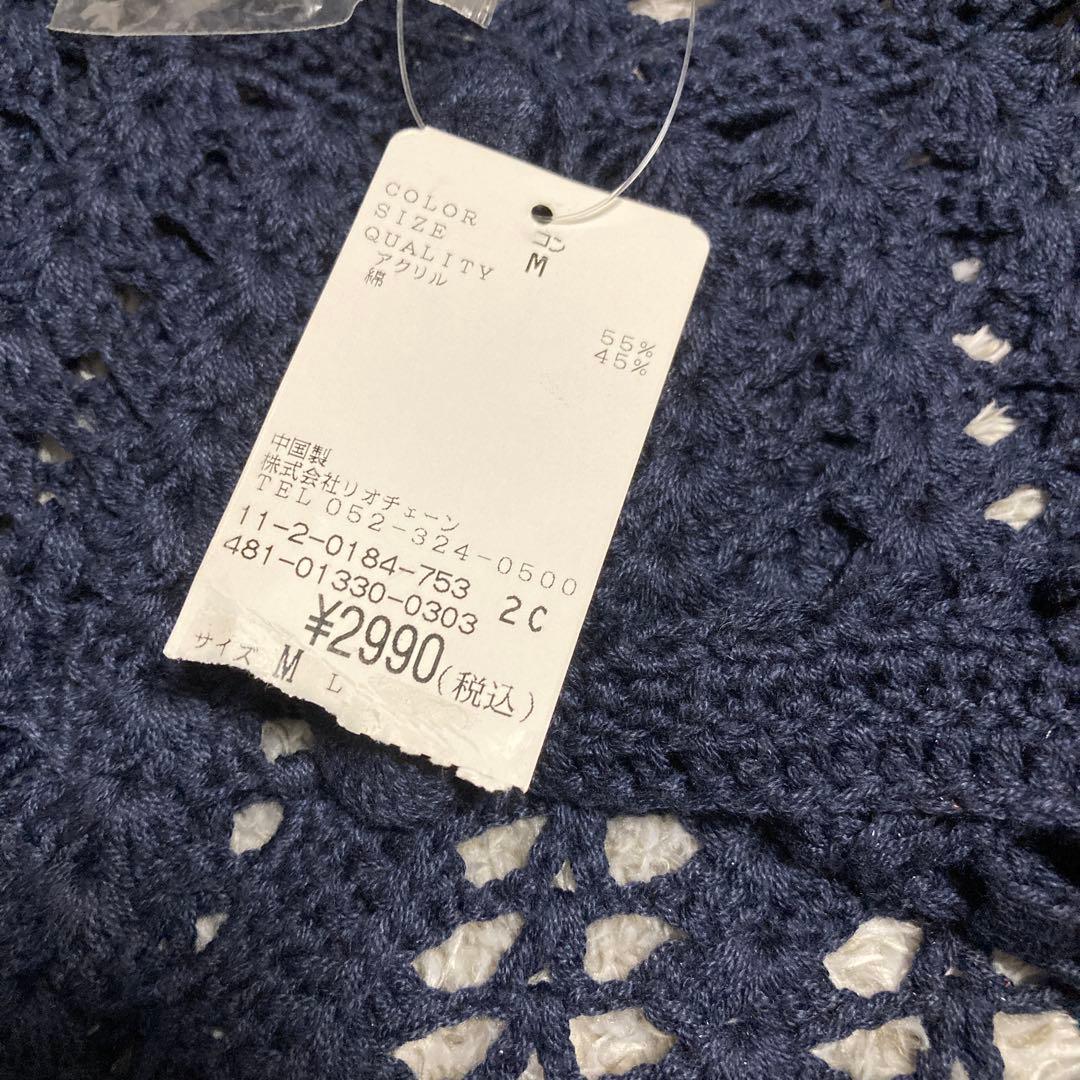 COLOR コン
SIZE M
QUALITY
アクリル 55%
綿 45%
中国製
株式会社リオチェーン
TEL 052-324-0500
11-2-0184-753
481-01330-0303 2C
¥2990(税込)
サイズ M L